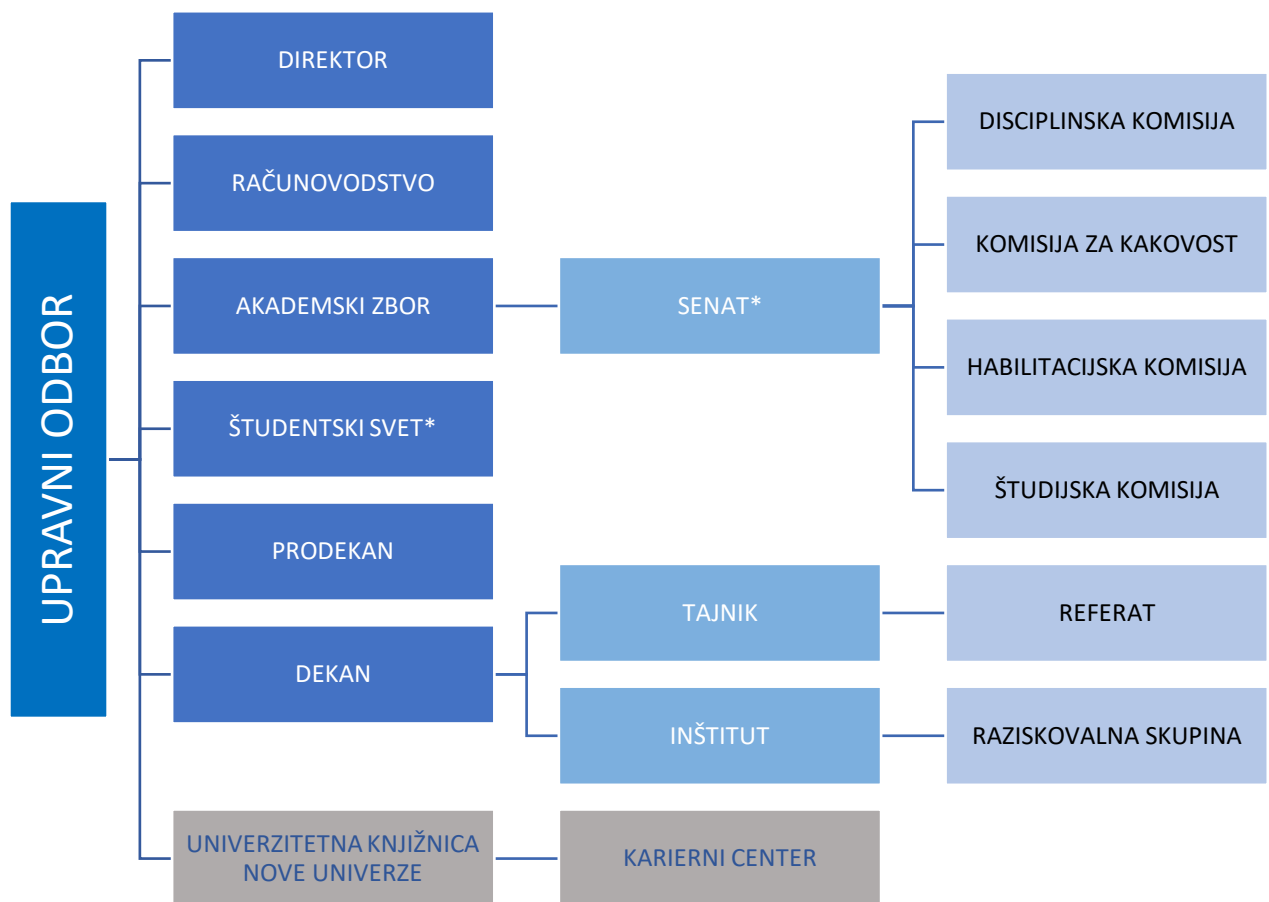 UPRAVNI ODBOR
DIREKTOR
RAČUNOVODSTVO
AKADEMSKI ZBOR
ŠTUDENTSKI SVET*
PRODEKAN
DEKAN
UNIVERZITETNA KNJIŽNICA
NOVE UNIVERZE
SENAT*
TAJNIK
INŠTITUT
KARIERNI CENTER
DISCIPLINSKA KOMISIJA
KOMISIJA ZA KAKOVOST
HABILITACIJSKA KOMISIJA
ŠTUDIJSKA KOMISIJA
REFERAT
RAZISKOVALNA SKUPINA